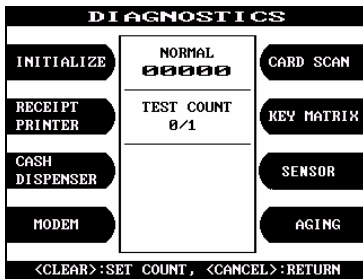 DIAGNOSTICS
INITIALIZE
NORMAL
00000
CARD SCAN
RECEIPT
PRINTER
TEST COUNT
0/1
KEY MATRIX
CASH
DISPENSER
SENSOR
MODEM
AGING
<CLEAR>:SET COUNT, <CANCEL>:RETURN